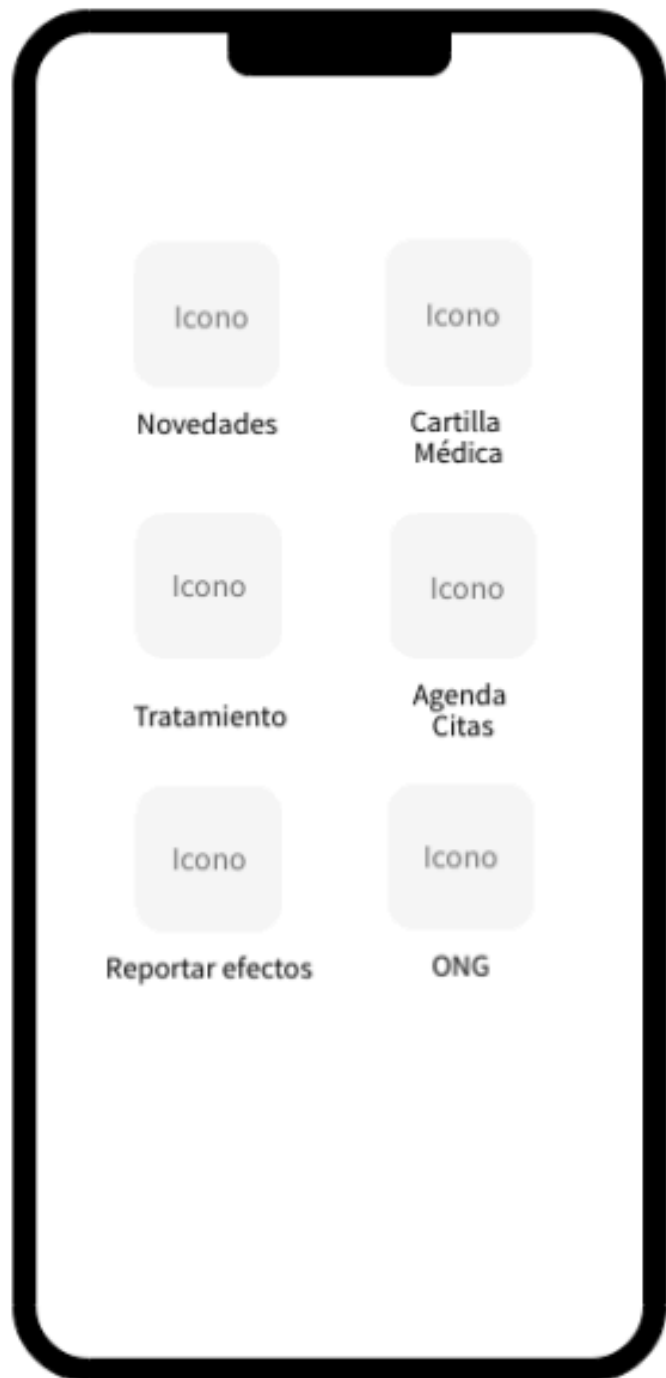 Icono
Icono
Novedades
Cartilla
Médica
Icono
Icono
Tratamiento
Agenda
Citas
Icono
Icono
Reportar efectos
ONG